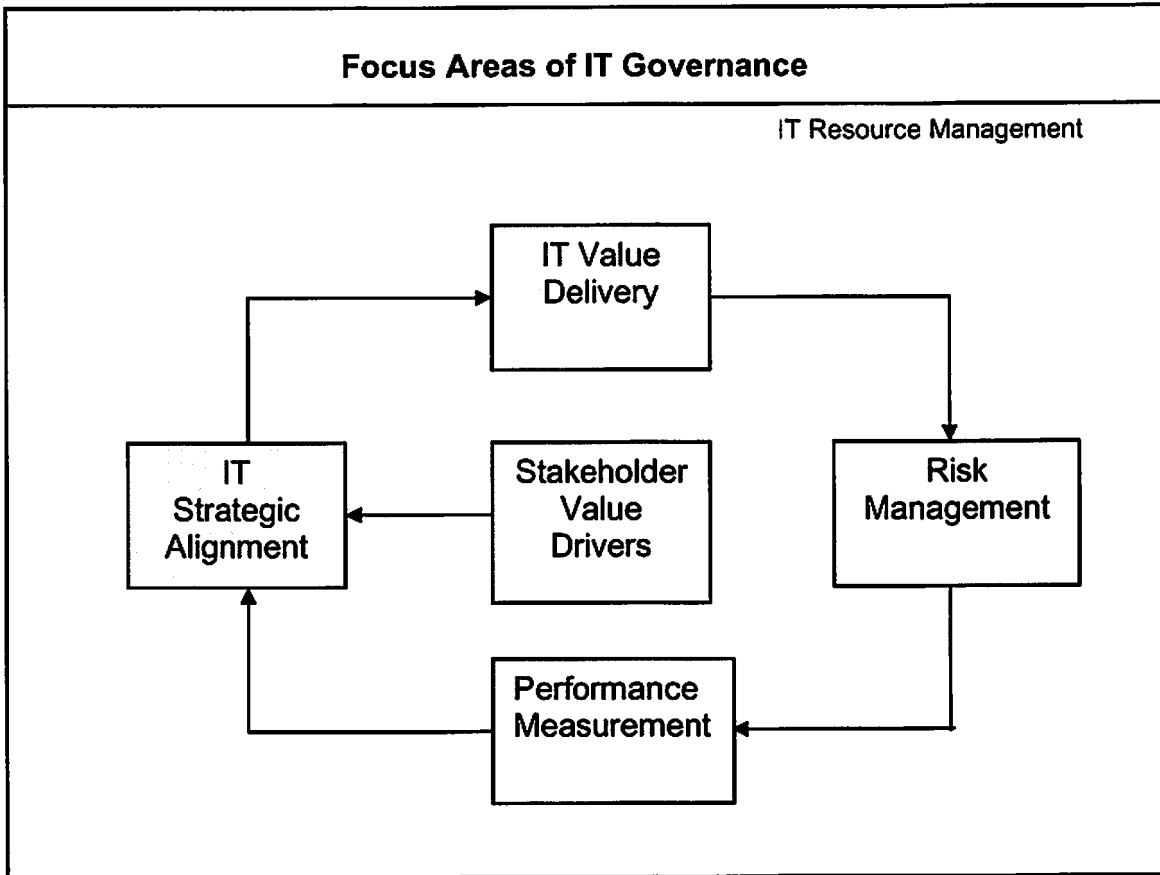 Focus Areas of IT Governance
IT Resource Management
IT Value
Delivery
IT
Strategic
Alignment
Stakeholder
Value
Drivers
Risk
Management
Performance
Measurement